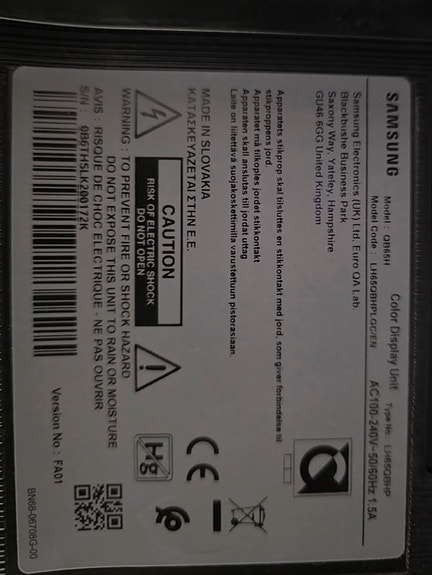 SAMSUNG
Color Display Unit Type No. : LH65QBHP
Model : QB65H
Model Code : LH65QBHPLGC/EN
AC100-240V~50/60Hz 1.5A
Samsung Electronics (UK) Ltd, Euro QA Lab.
Blackbushe Business Park
Saxony Way, Yateley, Hampshire
GU46 6GG United Kingdom
Apparatets stikprop skal tilsluttes en stikkontakt med jord, som giver forbindelse til
stikproppens jord.
Apparatet må tilkoples jordet stikkontakt
Apparaten skall anslutas till jordat uttag
Laite on liitettävä suojakoskettimilla varustettuun pistorasiaan.
MADE IN SLOVAKIA
ΚΑΤΑΣΚΕΥΑΖΕΤΑΙ ΣΤΗΝ Ε.Ε.
CE
CAUTION
RISK OF ELECTRIC SHOCK
DO NOT OPEN
Hg
WARNING : TO PREVENT FIRE OR SHOCK HAZARD
DO NOT EXPOSE THIS UNIT TO RAIN OR MOISTURE
AVIS : RISQUE DE CHOC ELECTRIQUE - NE PAS OUVRIR
S/N : 0B6THSLK200172K
Version No : FA01
BN68-06708G-00